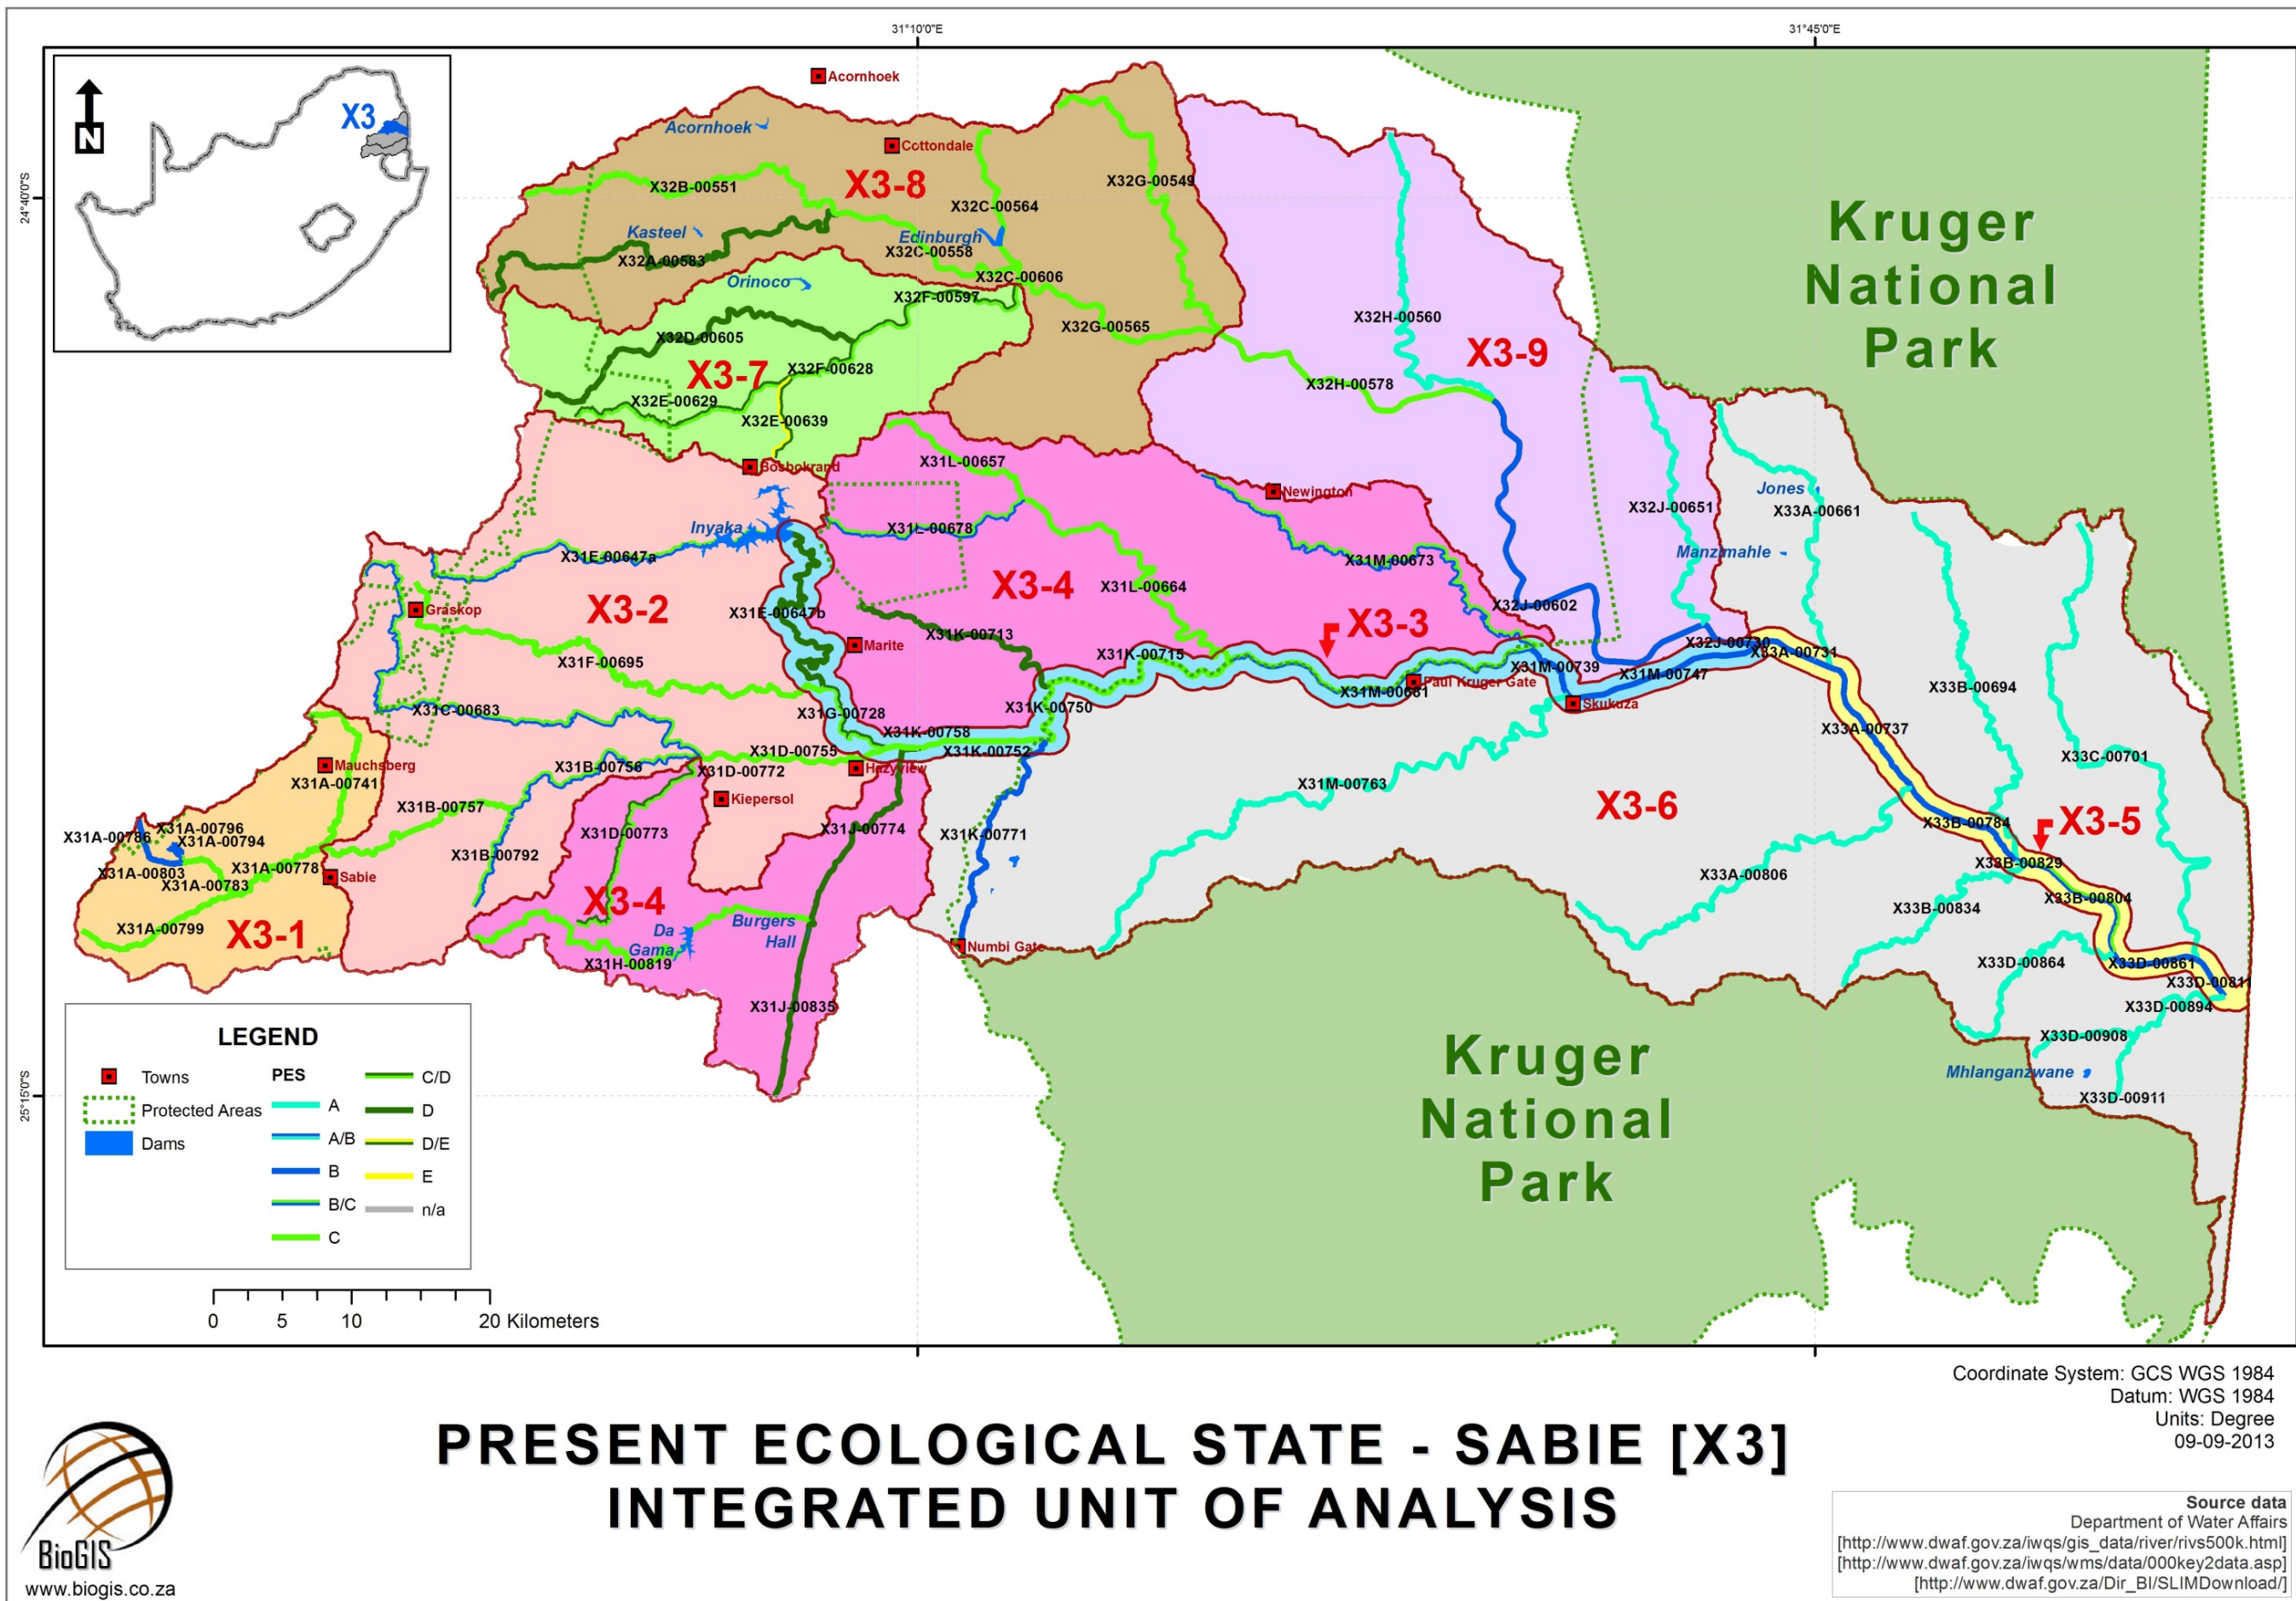 31°10'0"E
31°45'0"E
24°40'0"S
25°15'0"S
N
X3
Acornhoek
Acornhoek
Cottondale
X32B-00551
X3-8
X32G-00549
X32C-00564
Kasteel
Edinburgh
X32C-00558
X32A-00583
X32C-00606
Orinoco
X32F-00597
X32G-00565
X32D-00605
X3-7
X32F-00628
X32E-00629
X32E-00639
Bosbokrand
X32H-00560
X3-9
X32H-00578
Kruger
National
Park
X31L-00657
Newington
X32J-00651
Jones
X33A-00661
Inyaka
X31L-00678
X31E-00647a
X31M-00673
Manzimahle
X3-4
X31L-00664
Graskop
X3-2
X31E-00647b
X32J-00602
X3-3
X31K-00713
Marite
X31K-00715
X32J-00730
X33A-00731
X31F-00695
X31M-00739
X31M-00747
X31M-00681
Paul Kruger Gate
X33B-00694
Skukuza
X31C-00683
X31G-00728
X31K-00750
X31K-00758
X31K-00752
X31D-00755
X33A-00737
X33C-00701
Mauchsberg
X31A-00741
X31B-00756
X31D-00772
Hazyview
X31M-00763
Kiepersol
X31B-00757
X3-6
X31A-00786
X31A-00796
X31A-00794
X31D-00773
X31J-00774
X31K-00771
X33B-00784
X3-5
X31B-00792
X31A-00803
X31A-00778
X31A-00783
Sabie
X33A-00806
X33B-00829
X33B-00804
X31A-00799
X3-1
X3-4
Da
Gama
Burgers
Hall
X31H-00819
Numbi Gate
X33B-00834
X33D-00864
X33D-00861
X33D-00811
X33D-00894
X31J-00835
X33D-00908
Mhlanganzwane
X33D-00911
Kruger
National
Park
LEGEND
Towns
Protected Areas
Dams
PES
A
A/B
B
B/C
C
C/D
D
D/E
E
n/a
0 5 10 20 Kilometers
Coordinate System: GCS WGS 1984
Datum: WGS 1984
Units: Degree
09-09-2013
PRESENT ECOLOGICAL STATE - SABIE [X3]
INTEGRATED UNIT OF ANALYSIS
BioGIS
www.biogis.co.za
Source data
Department of Water Affairs
[http://www.dwaf.gov.za/iwqs/gis_data/river/rivs500k.html]
[http://www.dwaf.gov.za/iwqs/wms/data/000key2data.asp]
[http://www.dwaf.gov.za/Dir_BI/SLIMDownload/]